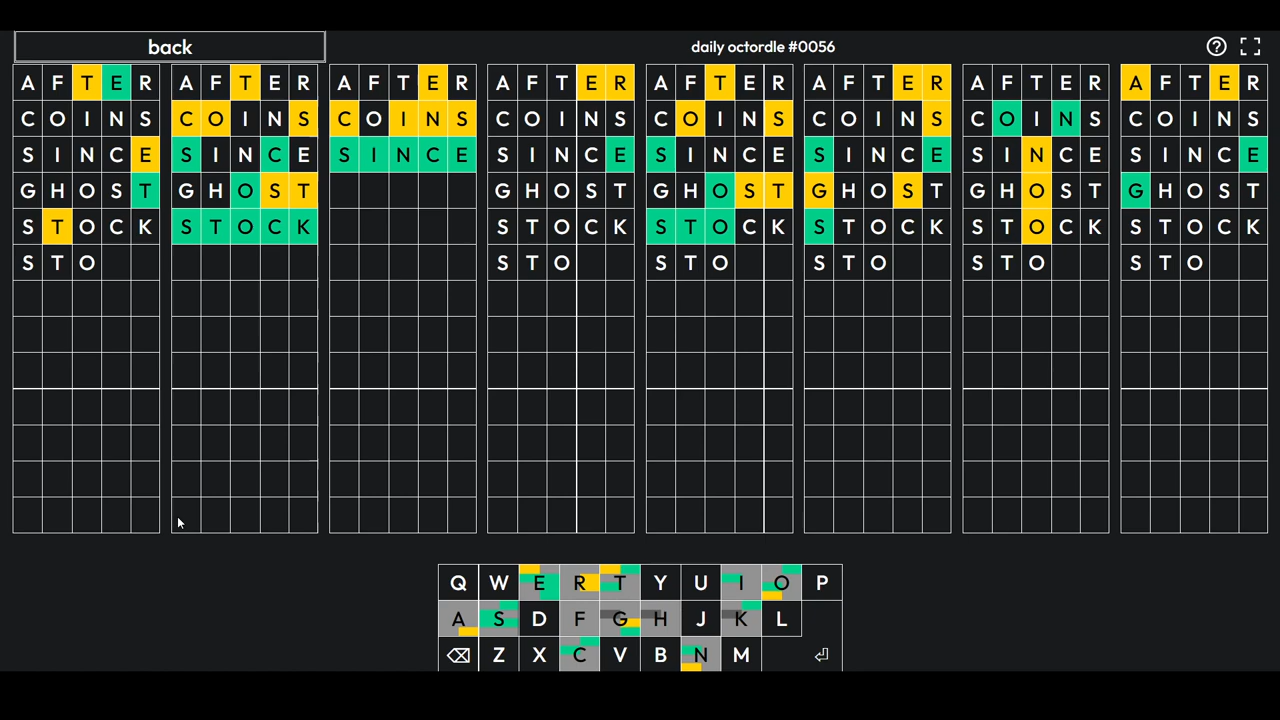 back daily octordle #0056
AFTER AFTER AFTER AFTER AFTER AFTER AFTER AFTER
COINS COINS COINS COINS COINS COINS COINS COINS
SINCE SINCE SINCE SINCE SINCE SINCE SINCE SINCE
GHOST GHOST GHOST GHOST GHOST GHOST GHOST
STOCK STOCK STOCK STOCK STOCK STOCK STOCK
STO STO STO STO STO STO
Q W E R T Y U I O P
A S D F G H J K L
Z X C V B N M